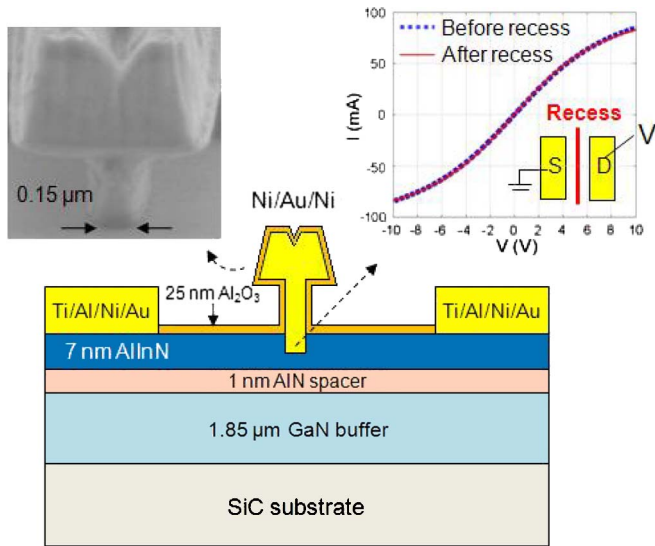 0.15 µm
100
50
0
-50
-100
I (mA)
Before recess
After recess
Recess
S
D
V
-10 -8 -6 -4 -2 0 2 4 6 8 10
V (V)
Ni/Au/Ni
25 nm Al₂O₃
Ti/Al/Ni/Au
Ti/Al/Ni/Au
7 nm AlInN
1 nm AlN spacer
1.85 µm GaN buffer
SiC substrate